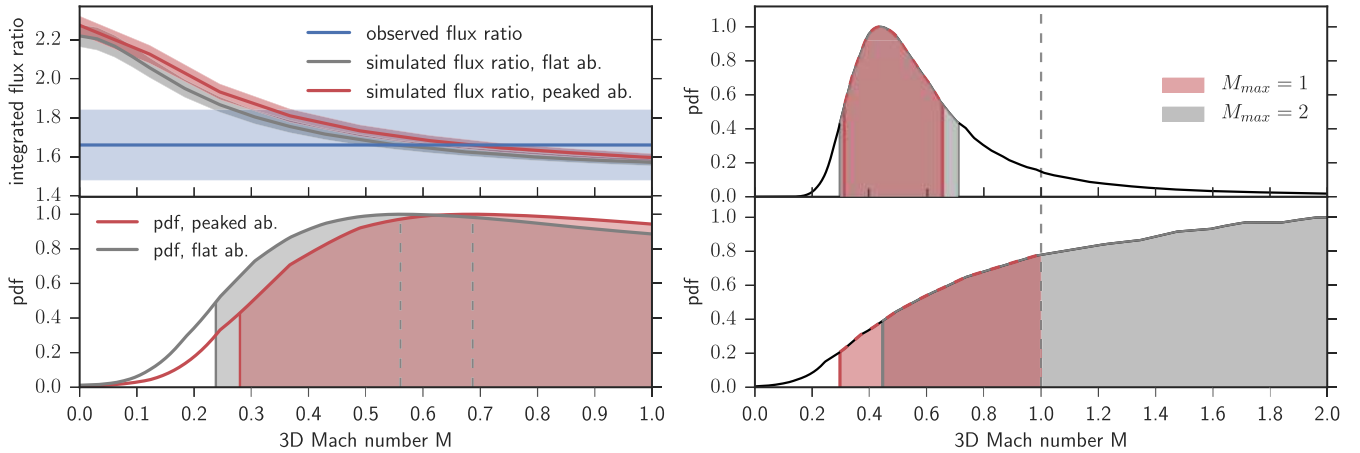 integrated flux ratio
2.2
2.0
1.8
1.6
1.4
observed flux ratio
simulated flux ratio, flat ab.
simulated flux ratio, peaked ab.
pdf
1.0
0.8
0.6
0.4
0.2
0.0
pdf, peaked ab.
pdf, flat ab.
0.0 0.1 0.2 0.3 0.4 0.5 0.6 0.7 0.8 0.9 1.0
3D Mach number M
pdf
1.0
0.8
0.6
0.4
0.2
0.0
M_{max} = 1
M_{max} = 2
pdf
1.0
0.8
0.6
0.4
0.2
0.0
0.0 0.2 0.4 0.6 0.8 1.0 1.2 1.4 1.6 1.8 2.0
3D Mach number M